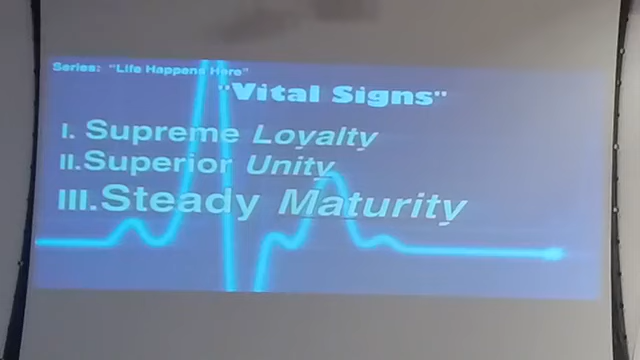 Series: "Life Happens Here"
"Vital Signs"
I. Supreme Loyalty
II.Superior Unity
III.Steady Maturity